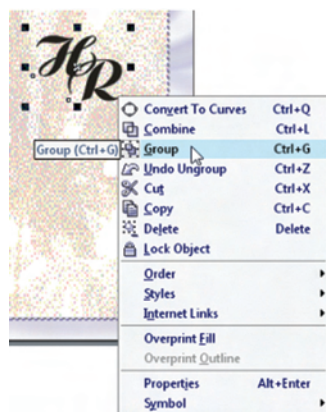 HR
Convert To Curves Ctrl+Q
Combine Ctrl+L
Group (Ctrl+G) Group Ctrl+G
Undo Ungroup Ctrl+Z
Cut Ctrl+X
Copy Ctrl+C
Delete Delete
Lock Object
Order
Styles
Internet Links
Overprint Fill
Overprint Outline
Properties Alt+Enter
Symbol